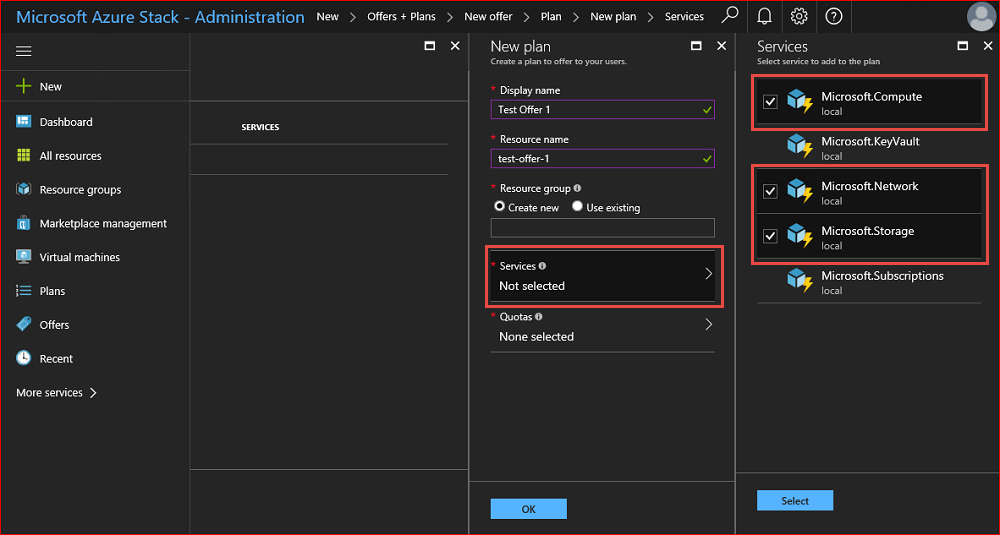 Microsoft Azure Stack - Administration New > Offers + Plans > New offer > Plan > New plan > Services
New
Dashboard
All resources
Resource groups
Marketplace management
Virtual machines
Plans
Offers
Recent
More services >
SERVICES
New plan
Create a plan to offer to your users.
* Display name
Test Offer 1
* Resource name
test-offer-1
* Resource group
Create new Use existing
* Services
Not selected
* Quotas
None selected
OK
Services
Select service to add to the plan
Microsoft.Compute
local
Microsoft.KeyVault
local
Microsoft.Network
local
Microsoft.Storage
local
Microsoft.Subscriptions
local
Select